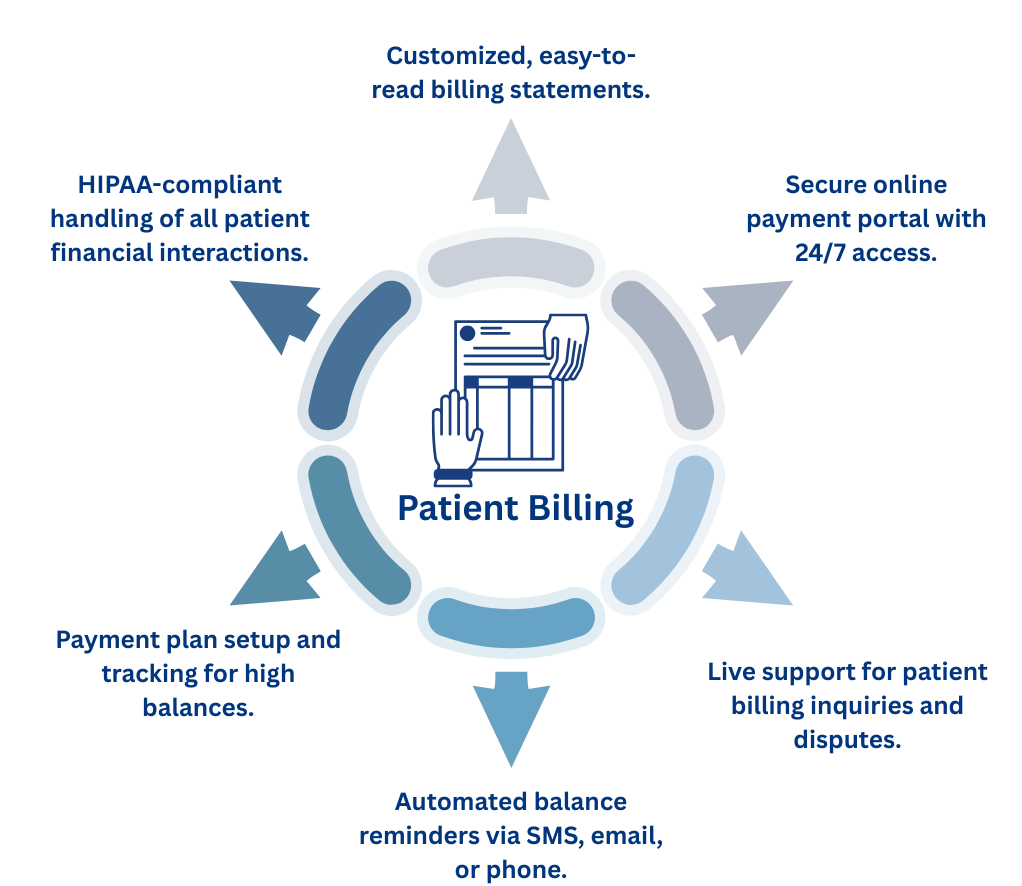 Customized, easy-to-
read billing statements.
HIPAA-compliant
handling of all patient
financial interactions.
Secure online
payment portal with
24/7 access.
Patient Billing
Payment plan setup and
tracking for high
balances.
Live support for patient
billing inquiries and
disputes.
Automated balance
reminders via SMS, email,
or phone.